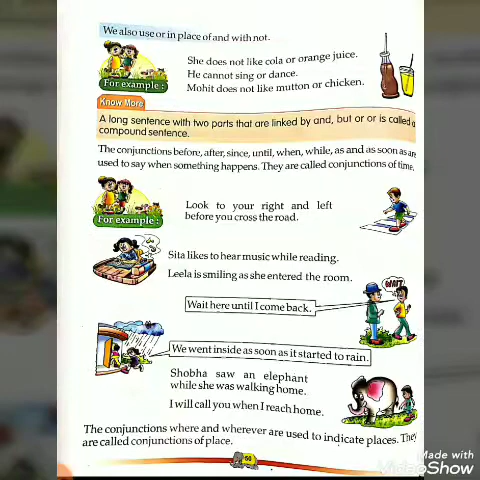 We also use or in place of and with not.
She does not like cola or orange juice.
He cannot sing or dance.
Mohit does not like mutton or chicken.
For example :
Know More
A long sentence with two parts that are linked by and, but or or is called a
compound sentence.
The conjunctions before, after, since, until, when, while, as and as soon as are
used to say when something happens. They are called conjunctions of time.
Look to your right and left
before you cross the road.
For example :
Sita likes to hear music while reading.
Leela is smiling as she entered the room.
WAIT
Wait here until I come back.
We went inside as soon as it started to rain.
Shobha saw an elephant
while she was walking home.
I will call you when I reach home.
The conjunctions where and wherever are used to indicate places. They
are called conjunctions of place.
50
Made with
VideoShow